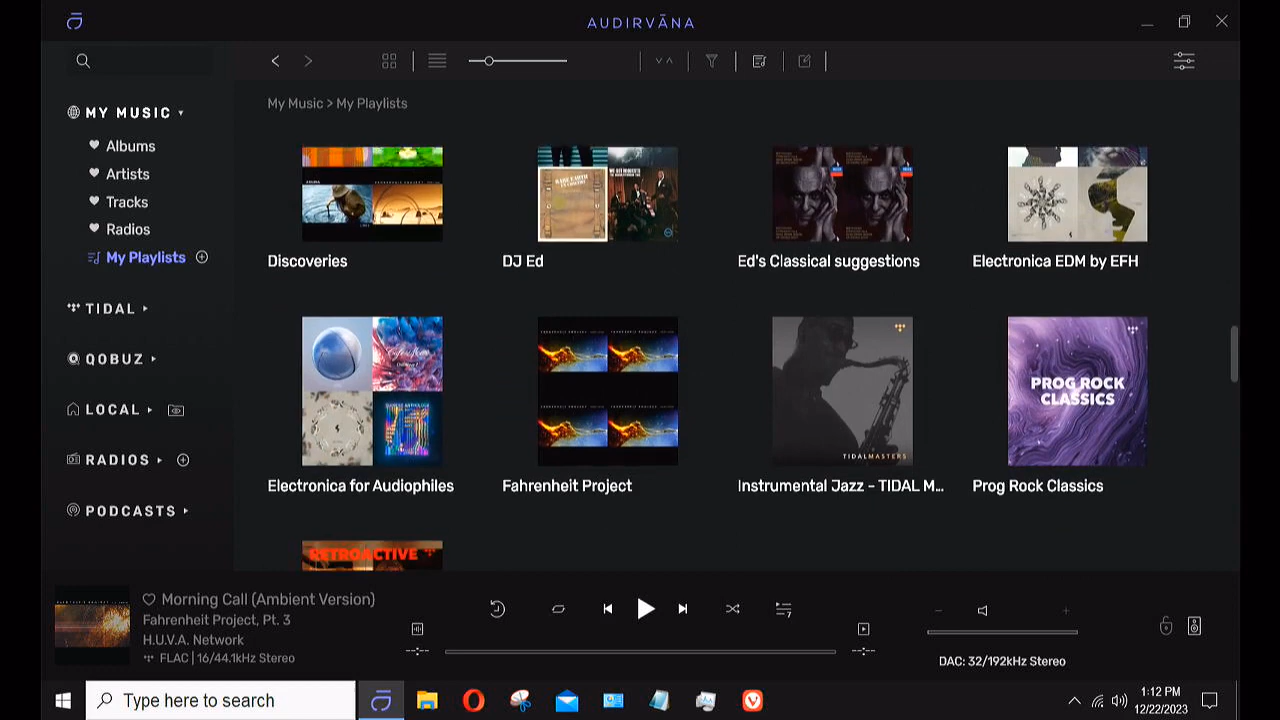 AUDIRVĀNA
My Music > My Playlists
MY MUSIC
Albums
Artists
Tracks
Radios
My Playlists
TIDAL
QOBUZ
LOCAL
RADIOS
PODCASTS
Discoveries
DJ Ed
Ed's Classical suggestions
Electronica EDM by EFH
TIDALMASTERS
PROG ROCK
CLASSICS
Electronica for Audiophiles
Fahrenheit Project
Instrumental Jazz - TIDAL M...
Prog Rock Classics
RETROACTIVE
Morning Call (Ambient Version)
Fahrenheit Project, Pt. 3
H.U.V.A. Network
FLAC | 16/44.1kHz Stereo
DAC: 32/192kHz Stereo
Type here to search
1:12 PM
12/22/2023